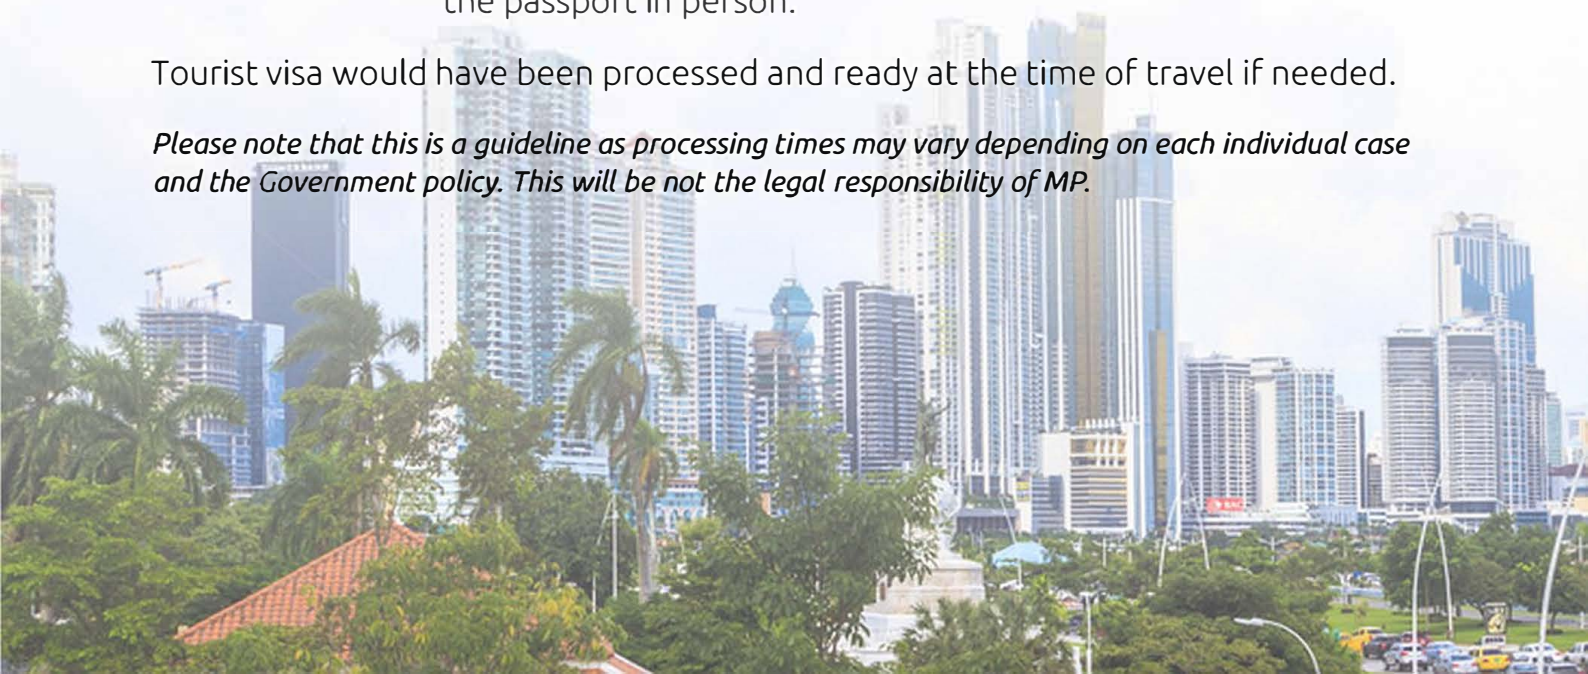 the passport in person.
Tourist visa would have been processed and ready at the time of travel if needed.
Please note that this is a guideline as processing times may vary depending on each individual case
and the Government policy. This will be not the legal responsibility of MP.